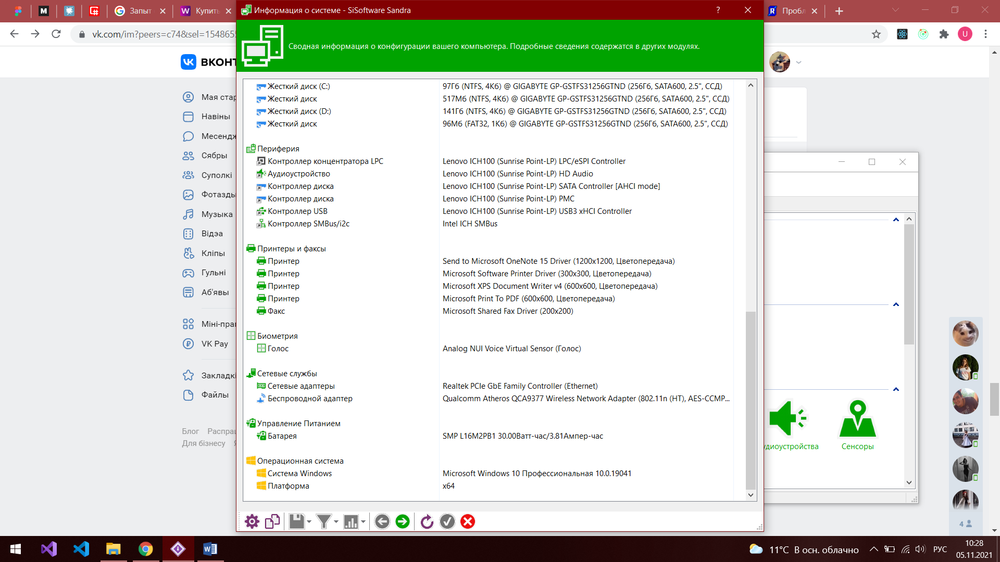 Запыт
Купить
Информация о системе - SiSoftware Sandra
?
Пробл
vk.com/im?peers=c74&sel=154865
U
Сводная информация о конфигурации вашего компьютера. Подробные сведения содержатся в других модулях.
Мая
Навіны
Сябры
Суполкі
Музыка
Відэа
Кліпы
Гульні
Аб'явы
VK Pay
Файлы
Блог
Для бізнесу
Жесткий диск (C:) 97Гб (NTFS, 4Кб) @ GIGABYTE GP-GSTFS31256GTND (256Гб, SATA600, 2.5", ССД)
Жесткий диск 517Мб (NTFS, 4Кб) @ GIGABYTE GP-GSTFS31256GTND (256Гб, SATA600, 2.5", ССД)
Жесткий диск (D:) 141Гб (NTFS, 4Кб) @ GIGABYTE GP-GSTFS31256GTND (256Гб, SATA600, 2.5", ССД)
Жесткий диск 96Мб (FAT32, 1Кб) @ GIGABYTE GP-GSTFS31256GTND (256Гб, SATA600, 2.5", ССД)
Периферия
Контроллер концентратора LPC Lenovo ICH100 (Sunrise Point-LP) LPC/eSPI Controller
Аудиоустройство Lenovo ICH100 (Sunrise Point-LP) HD Audio
Контроллер диска Lenovo ICH100 (Sunrise Point-LP) SATA Controller [AHCI mode]
Контроллер диска Lenovo ICH100 (Sunrise Point-LP) PMC
Контроллер USB Lenovo ICH100 (Sunrise Point-LP) USB3 xHCI Controller
Контроллер SMBus/i2c Intel ICH SMBus
Принтеры и факсы
Принтер Send to Microsoft OneNote 15 Driver (1200x1200, Цветопередача)
Принтер Microsoft Software Printer Driver (300x300, Цветопередача)
Принтер Microsoft XPS Document Writer v4 (600x600, Цветопередача)
Принтер Microsoft Print To PDF (600x600, Цветопередача)
Факс Microsoft Shared Fax Driver (200x200)
Биометрия
Голос Analog NUI Voice Virtual Sensor (Голос)
Сетевые службы
Сетевые адаптеры Realtek PCIe GbE Family Controller (Ethernet)
Беспроводной адаптер Qualcomm Atheros QCA9377 Wireless Network Adapter (802.11n (HT), AES-CCMP...
Управление Питанием
Батарея SMP L16M2PB1 30.00Ватт-час/3.81Ампер-час
Операционная система
Система Windows Microsoft Windows 10 Профессиональная 10.0.19041
Платформа x64
удиоустройства
Сенсоры
4
11°C В осн. облачно
РУС
10:28
05.11.2021